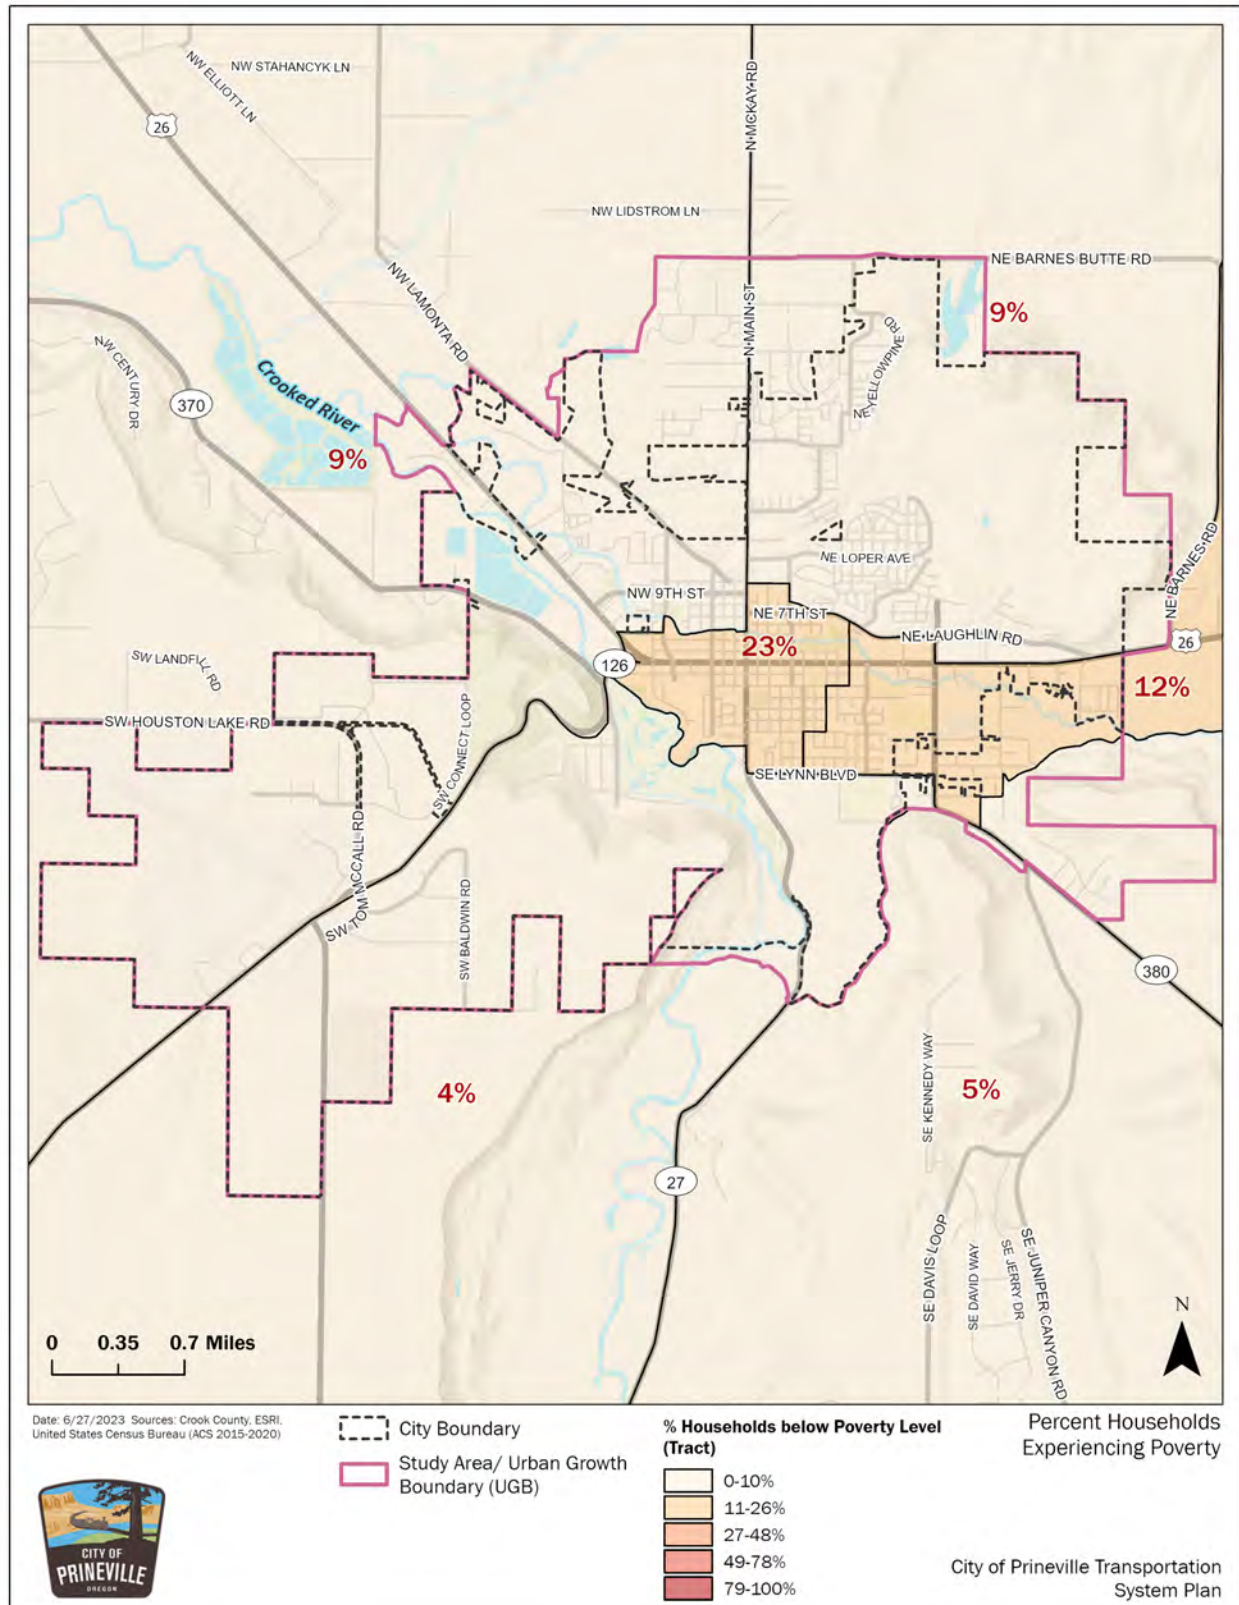 NW STAHANCYK LN
NW ELLIOTT LN
26
N MCKAY RD
NW LIDSTROM LN
NE BARNES BUTTE RD
NW LAMONTA RD
N MAIN ST
9%
NE YELLOWPINE RD
NW CENTURY DR
370
Crooked River
9%
NE LOPER AVE
NE BARNES RD
NW 9TH ST
NE 7TH ST
NE LAUGHLIN RD
26
23%
126
12%
SW LANDFILL RD
SW HOUSTON LAKE RD
SW CONNECT LOOP
SE LYNN BLVD
SW TOM MCCALL RD
SW BALDWIN RD
380
4%
5%
SE KENNEDY WAY
27
SE DAVIS LOOP
SE DAVID WAY
SE JERRY DR
SE JUNIPER CANYON RD
N
0 0.35 0.7 Miles
Date: 6/27/2023 Sources: Crook County, ESRI,
United States Census Bureau (ACS 2015-2020)
City Boundary
Study Area/ Urban Growth
Boundary (UGB)
% Households below Poverty Level
(Tract)
0-10%
11-26%
27-48%
49-78%
79-100%
Percent Households
Experiencing Poverty
CITY OF
PRINEVILLE
OREGON
City of Prineville Transportation
System Plan